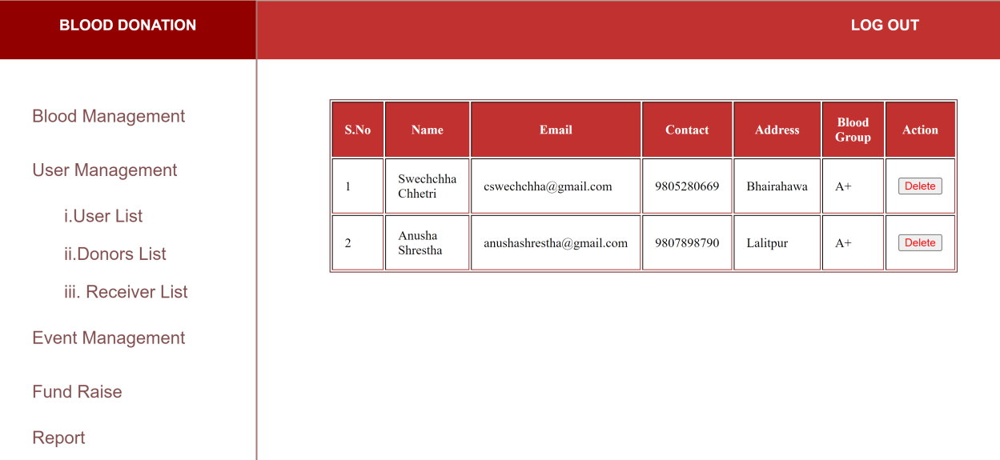 BLOOD DONATION
LOG OUT
Blood Management
User Management
i.User List
ii.Donors List
iii. Receiver List
Event Management
Fund Raise
Report
S.No Name Email Contact Address Blood Group Action
1 Swechchha Chhetri cswechchha@gmail.com 9805280669 Bhairahawa A+ Delete
2 Anusha Shrestha anushashrestha@gmail.com 9807898790 Lalitpur A+ Delete